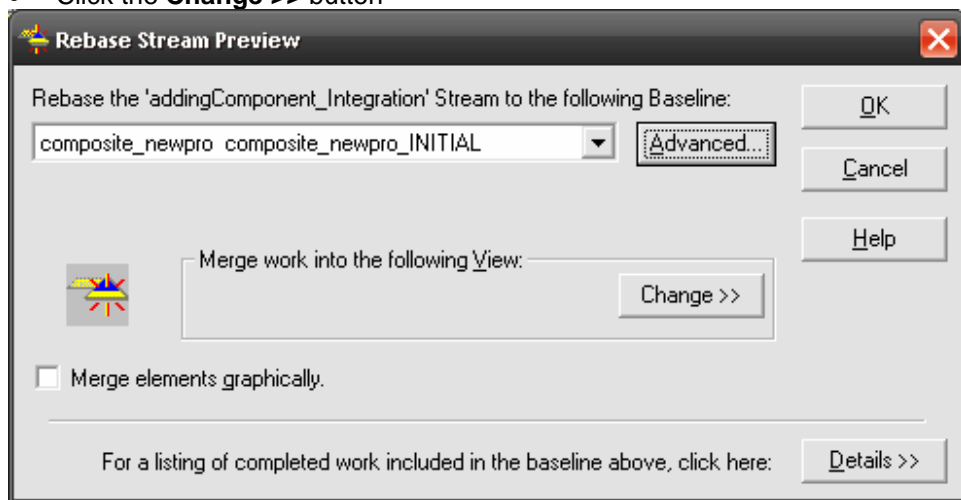 • Click the Change >> button
Rebase Stream Preview
Rebase the 'addingComponent_Integration' Stream to the following Baseline:
OK
composite_newpro composite_newpro_INITIAL
Advanced...
Cancel
Help
Merge work into the following View:
Change >>
Merge elements graphically.
For a listing of completed work included in the baseline above, click here:
Details >>